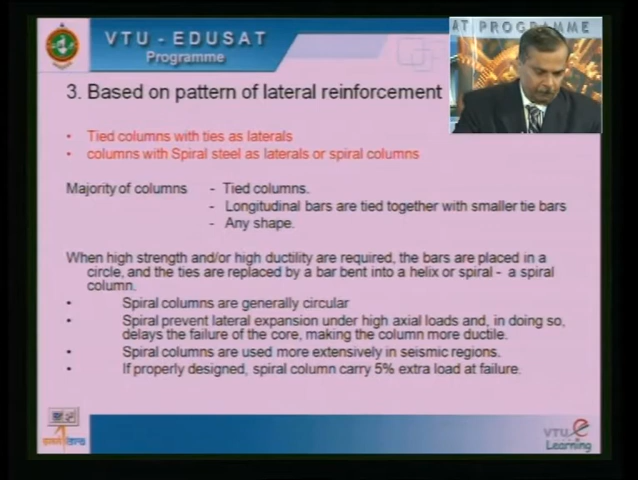 VTU - EDUSAT
Programme
AT PROGRAMME
3. Based on pattern of lateral reinforcement
• Tied columns with ties as laterals
• columns with Spiral steel as laterals or spiral columns
Majority of columns - Tied columns.
- Longitudinal bars are tied together with smaller tie bars
- Any shape.
When high strength and/or high ductility are required, the bars are placed in a
circle, and the ties are replaced by a bar bent into a helix or spiral - a spiral
column.
• Spiral columns are generally circular
• Spiral prevent lateral expansion under high axial loads and, in doing so,
delays the failure of the core, making the column more ductile.
• Spiral columns are used more extensively in seismic regions.
• If properly designed, spiral column carry 5% extra load at failure.
VTU e
Learning